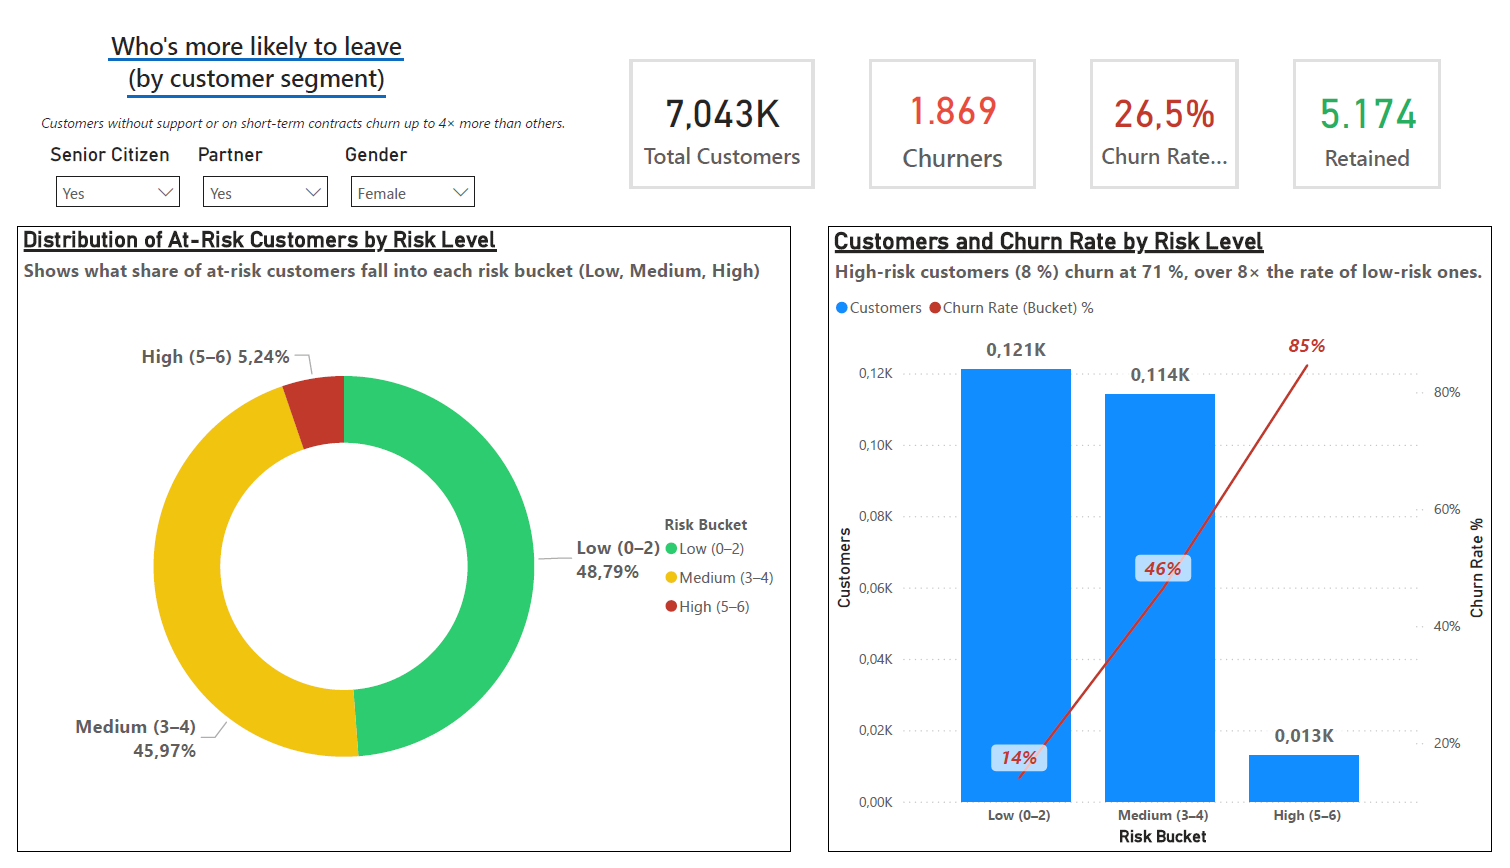 Who's more likely to leave
(by customer segment)
Customers without support or on short-term contracts churn up to 4× more than others.
Senior Citizen
Partner
Gender
Yes
Yes
Female
7,043K
Total Customers
1.869
Churners
26,5%
Churn Rate...
5.174
Retained
Distribution of At-Risk Customers by Risk Level
Shows what share of at-risk customers fall into each risk bucket (Low, Medium, High)
High (5–6) 5,24%
Low (0–2)
48,79%
Medium (3–4)
45,97%
Risk Bucket
Low (0–2)
Medium (3–4)
High (5–6)
Customers and Churn Rate by Risk Level
High-risk customers (8 %) churn at 71 %, over 8× the rate of low-risk ones.
Customers
Churn Rate (Bucket) %
0,121K
0,114K
0,013K
14%
46%
85%
0,12K
0,10K
0,08K
0,06K
0,04K
0,02K
0,00K
Customers
80%
60%
40%
20%
Churn Rate %
Low (0–2)
Medium (3–4)
High (5–6)
Risk Bucket